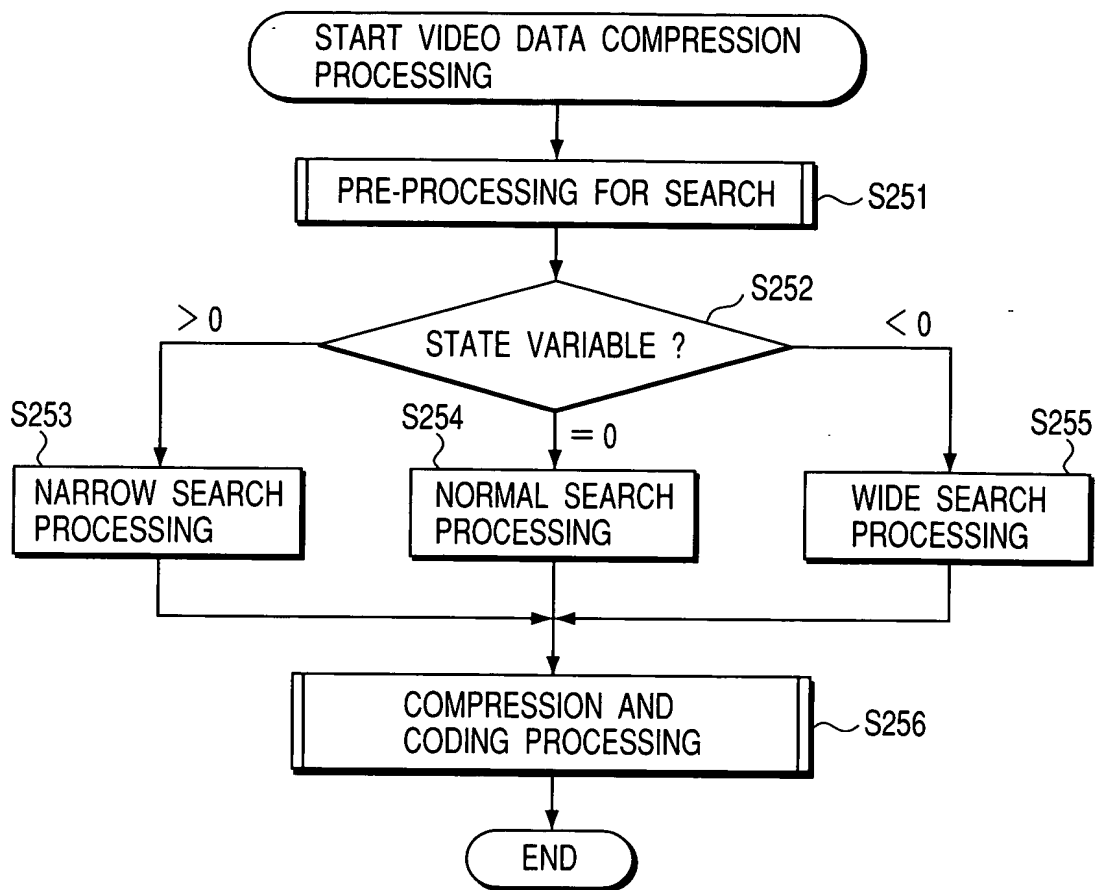 START VIDEO DATA COMPRESSION
PROCESSING
PRE-PROCESSING FOR SEARCH
S251
S252
> 0
STATE VARIABLE ?
< 0
S253
S254
= 0
S255
NARROW SEARCH
PROCESSING
NORMAL SEARCH
PROCESSING
WIDE SEARCH
PROCESSING
COMPRESSION AND
CODING PROCESSING
S256
END